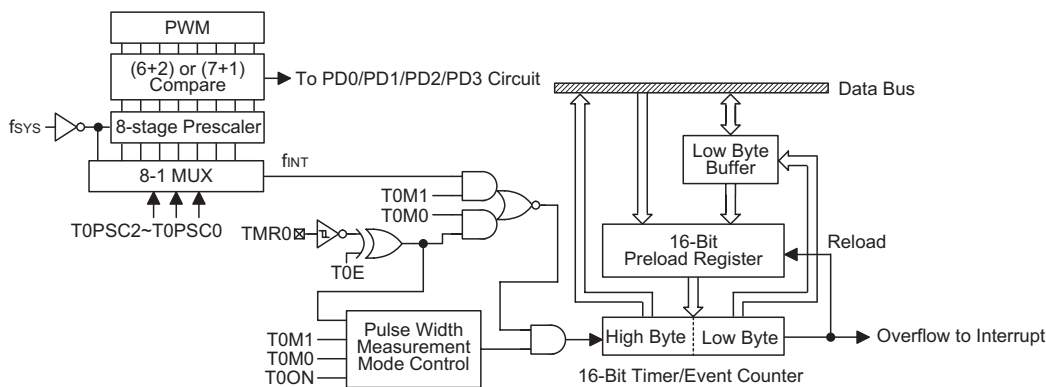 PWM
(6+2) or (7+1)
Compare
To PD0/PD1/PD2/PD3 Circuit
Data Bus
fSYS
8-stage Prescaler
Low Byte
Buffer
8-1 MUX
fINT
T0M1
T0PSC2~T0PSC0
T0M0
TMR0
T0E
16-Bit
Preload Register
Reload
Pulse Width
Measurement
Mode Control
T0M1
T0M0
T0ON
High Byte
Low Byte
Overflow to Interrupt
16-Bit Timer/Event Counter